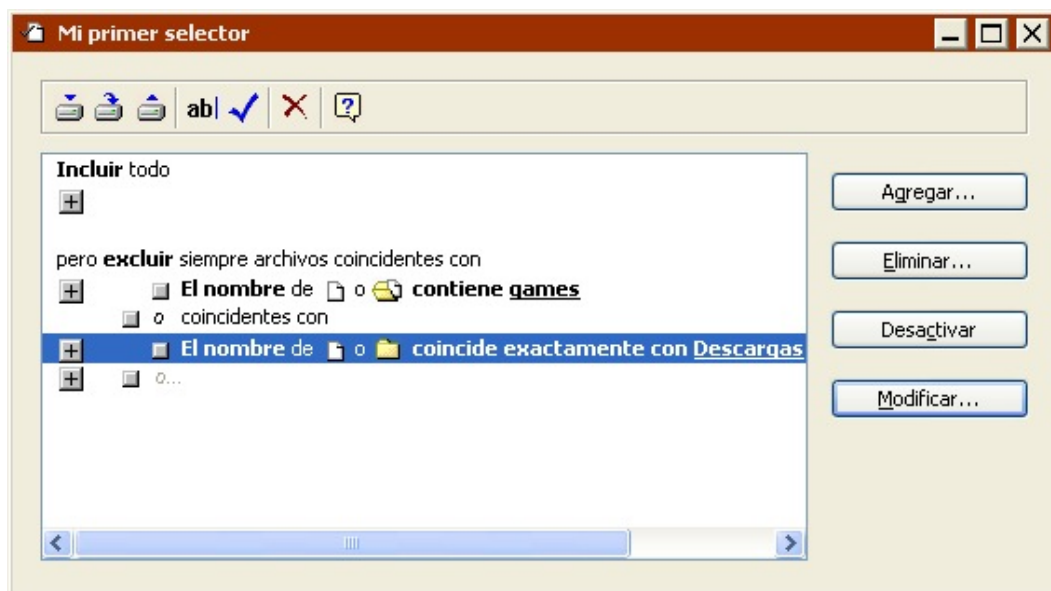 Mi primer selector
ab
Incluir todo
pero excluir siempre archivos coincidentes con
El nombre de o contiene games
o coincidentes con
El nombre de o coincide exactamente con Descargas
o...
Agregar...
Eliminar...
Desactivar
Modificar...